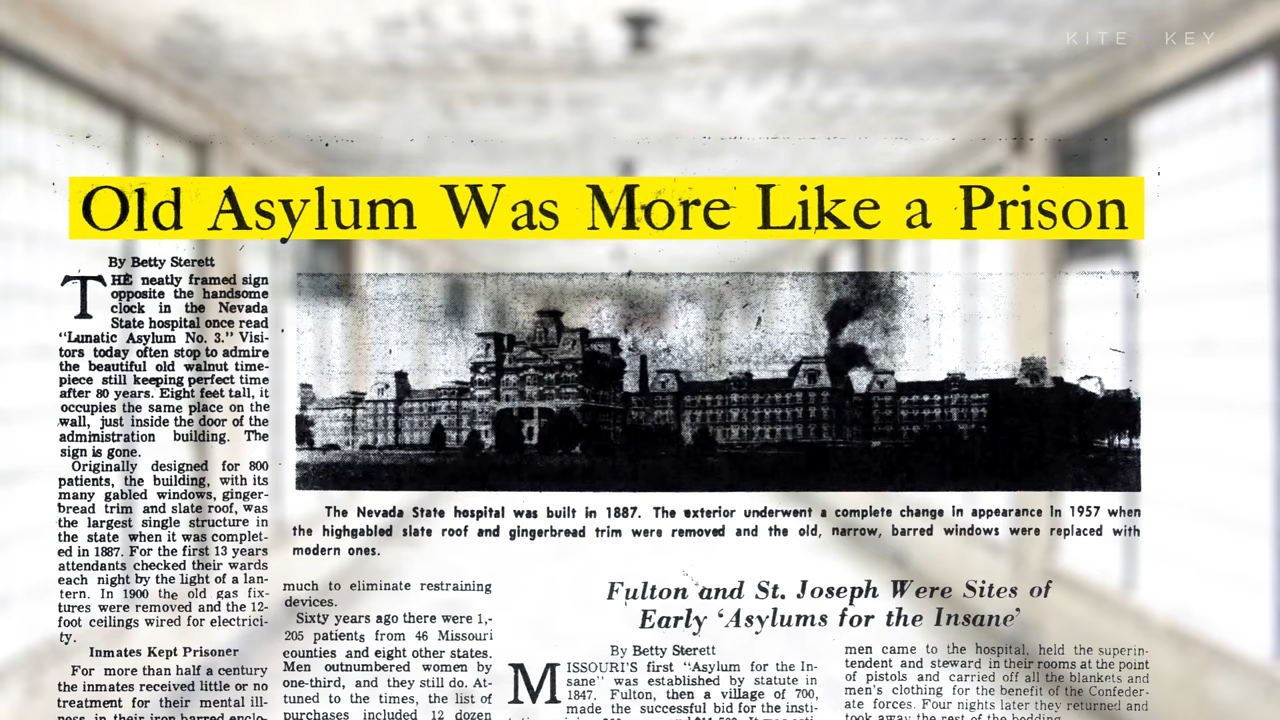 KITE KEY
Old Asylum Was More Like a Prison
By Betty Sterett
THE neatly framed sign
opposite the handsome
clock in the Nevada
State hospital once read
“Lunatic Asylum No. 3.” Visi-
tors today often stop to admire
the beautiful old walnut time-
piece still keeping perfect time
after 80 years. Eight feet tall, it
occupies the same place on the
wall, just inside the door of the
administration building. The
sign is gone.
Originally designed for 800
patients, the building, with its
many gabled windows, ginger-
bread trim and slate roof, was
the largest single structure in
the state when it was complet-
ed in 1887. For the first 13 years
attendants checked their wards
each night by the light of a lan-
tern. In 1900 the old gas fix-
tures were removed and the 12-
foot ceilings wired for electrici-
ty.
Inmates Kept Prisoner
For more than half a century
the inmates received little or no
treatment for their mental ill-
ness, in their iron barred enclo-
The Nevada State hospital was built in 1887. The exterior underwent a complete change in appearance in 1957 when
the highgabled slate roof and gingerbread trim were removed and the old, narrow, barred windows were replaced with
modern ones.
much to eliminate restraining
devices.
Sixty years ago there were 1,-
205 patients from 46 Missouri
counties and eight other states.
Men outnumbered women by
one-third, and they still do. At-
tuned to the times, the list of
purchases included 12 dozen
Fulton and St. Joseph Were Sites of
Early ‘Asylums for the Insane’
By Betty Sterett
MISSOURI’S first “Asylum for the In-
sane” was established by statute in
1847. Fulton, then a village of 700,
made the successful bid for the insti-
men came to the hospital, held the superin-
tendent and steward in their rooms at the point
of pistols and carried off all the blankets and
men’s clothing for the benefit of the Confeder-
ate forces. Four nights later they returned and
took away the rest of the bedding.